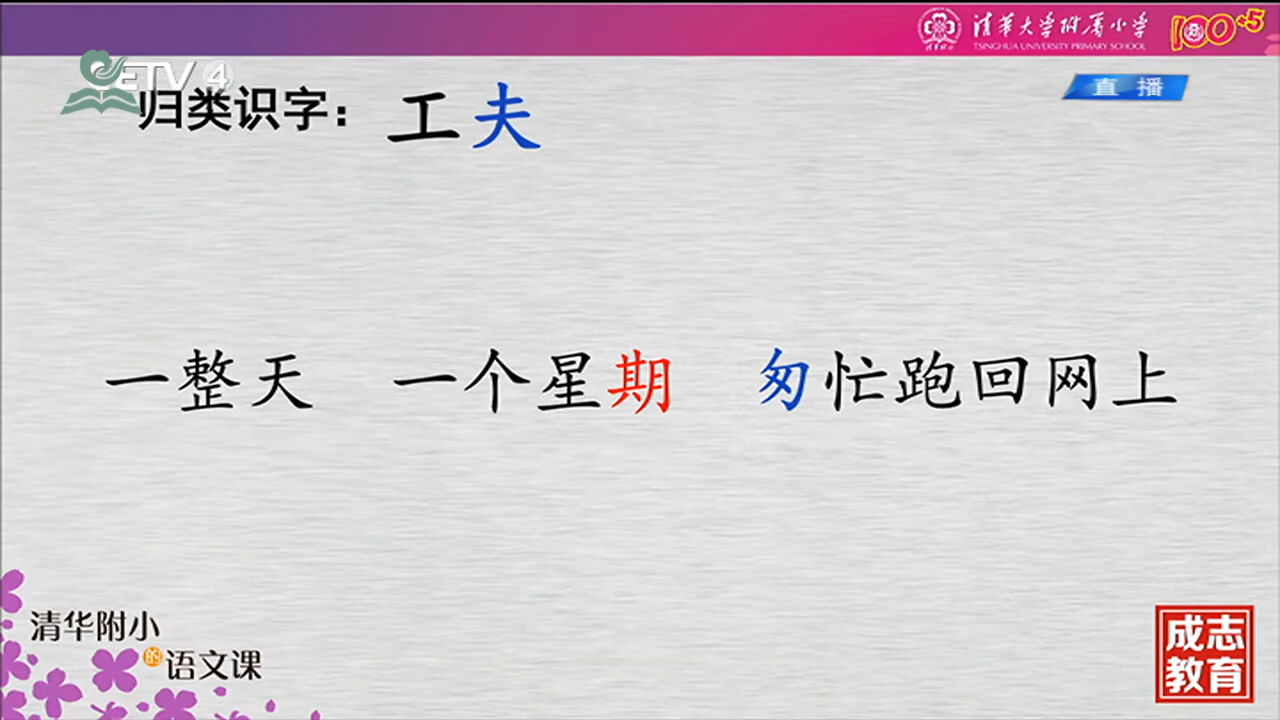 清华大学附属小学
TSINGHUA UNIVERSITY PRIMARY SCHOOL
100+5
CETV 4
直播
归类识字：工夫
一整天 一个星期 匆忙跑回网上
清华附小
的语文课
成志
教育